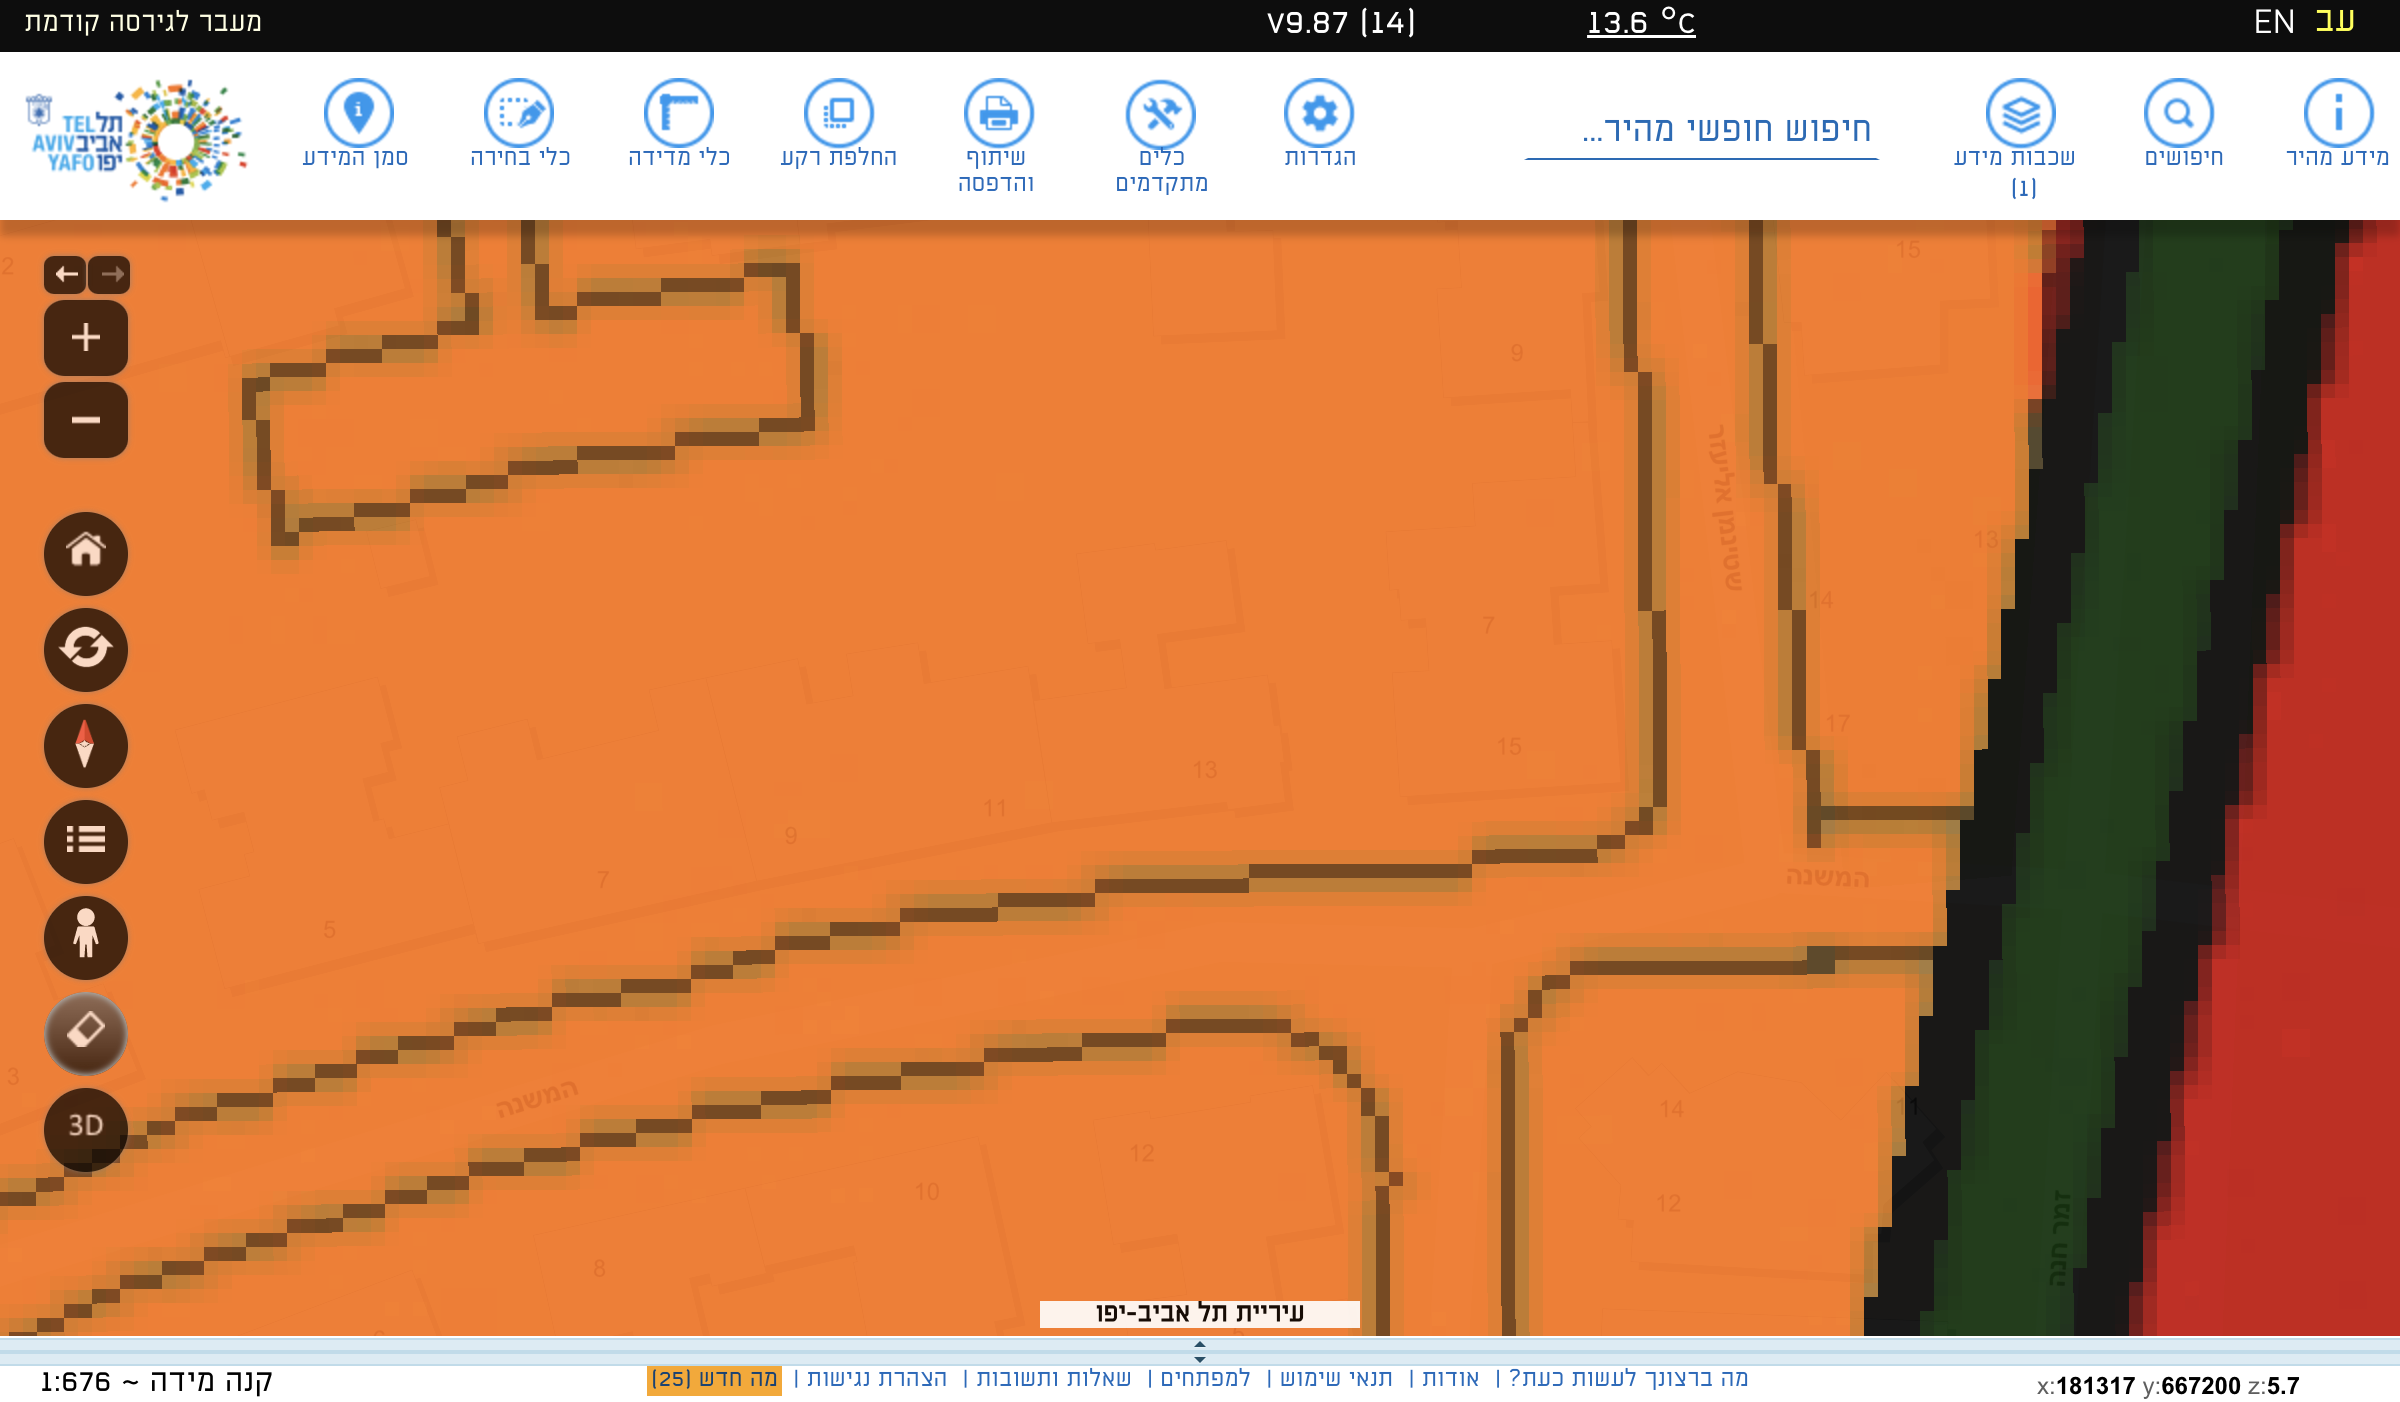 מעבר לגירסה קודמת
V9.87 (14)
13.6 °C
EN עב
TEL AVIV YAFO
תל אביב יפו
סמן המידע
כלי בחירה
כלי מדידה
החלפת רקע
שיתוף והדפסה
כלים מתקדמים
הגדרות
חיפוש חופשי מהיר...
שכבות מידע (1)
חיפושים
מידע מהיר
2
15
9
שטינמן אליעזר
13
14
7
17
15
13
11
9
7
5
המשנה
3
המשנה
14
11
12
10
12
8
זמר חנה
3D
עיריית תל אביב-יפו
קנה מידה ~ 1:676
מה ברצונך לעשות כעת? | אודות | תנאי שימוש | למפתחים | שאלות ותשובות | הצהרת נגישות | מה חדש (25)
x:181317 y:667200 z:5.7